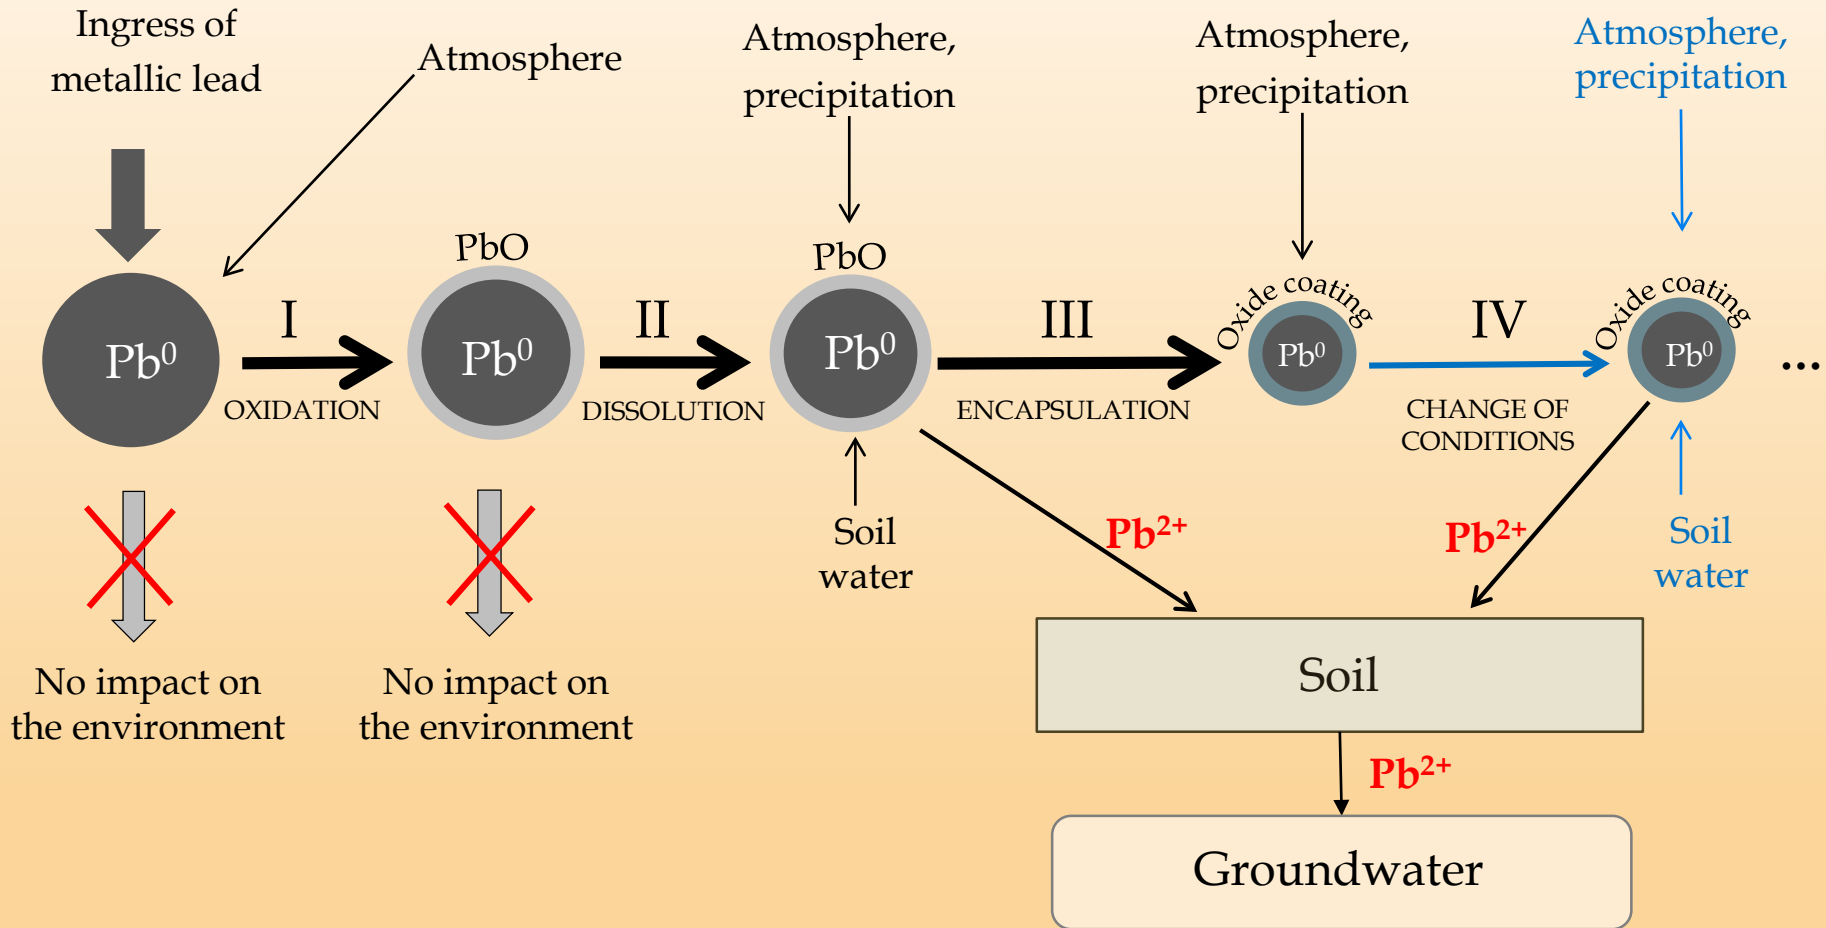 Ingress of
metallic lead
Atmosphere
Atmosphere,
precipitation
Atmosphere,
precipitation
Atmosphere,
precipitation
PbO
PbO
Oxide coating
Oxide coating
Pb⁰
I
OXIDATION
Pb⁰
II
DISSOLUTION
Pb⁰
III
ENCAPSULATION
Pb⁰
IV
CHANGE OF
CONDITIONS
Pb⁰
...
Soil
water
Pb²⁺
Pb²⁺
Soil
water
No impact on
the environment
No impact on
the environment
Soil
Pb²⁺
Groundwater